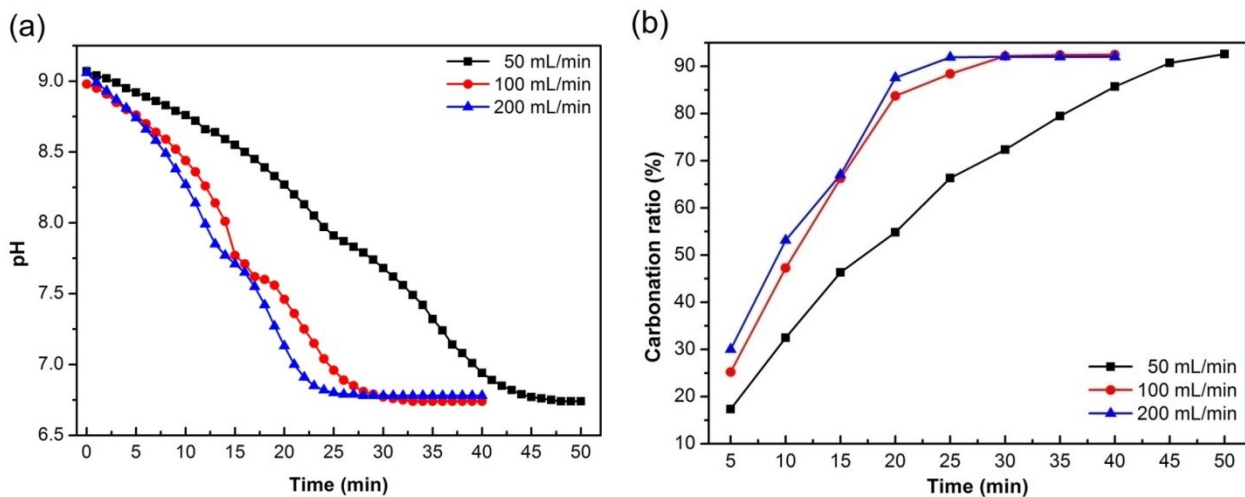 (a)
50 mL/min
100 mL/min
200 mL/min
9.0
8.5
8.0
7.5
7.0
6.5
pH
0 5 10 15 20 25 30 35 40 45 50
Time (min)
(b)
90
80
70
60
50
40
30
20
10
Carbonation ratio (%)
50 mL/min
100 mL/min
200 mL/min
5 10 15 20 25 30 35 40 45 50
Time (min)